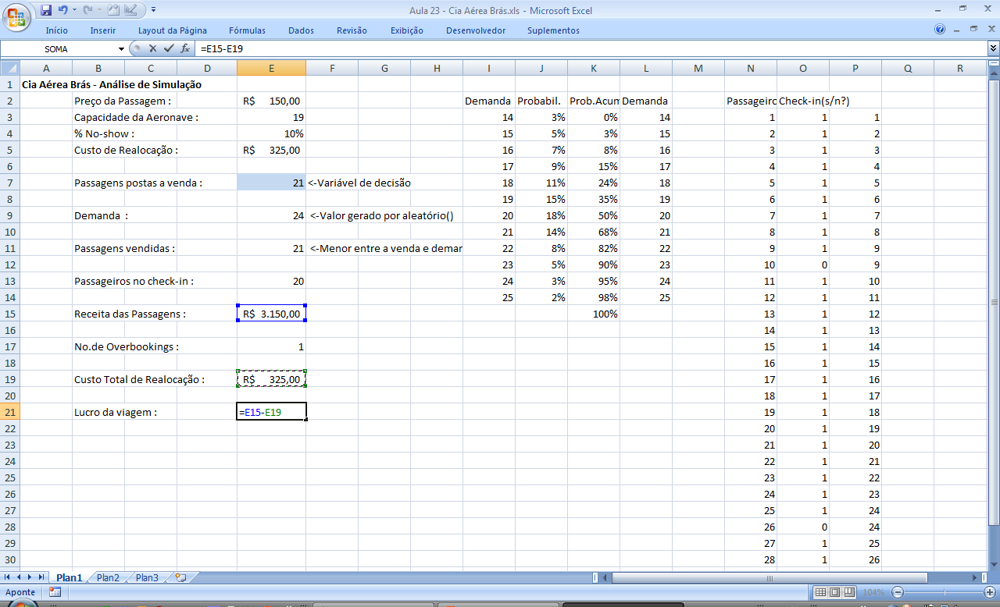 Aula 23 - Cia Aérea Brás.xls - Microsoft Excel
Início Inserir Layout da Página Fórmulas Dados Revisão Exibição Desenvolvedor Suplementos
SOMA fx =E15-E19
A B C D E F G H I J K L M N O P Q R
1 Cia Aérea Brás - Análise de Simulação
2 Preço da Passagem : R$ 150,00 Demanda Probabil. Prob.Acum Demanda Passageiro Check-in(s/n?)
3 Capacidade da Aeronave : 19 14 3% 0% 14 1 1 1
4 % No-show : 10% 15 5% 3% 15 2 1 2
5 Custo de Realocação : R$ 325,00 16 7% 8% 16 3 1 3
6 17 9% 15% 17 4 1 4
7 Passagens postas a venda : 21 <-Variável de decisão 18 11% 24% 18 5 1 5
8 19 15% 35% 19 6 1 6
9 Demanda : 24 <-Valor gerado por aleatório() 20 18% 50% 20 7 1 7
10 21 14% 68% 21 8 1 8
11 Passagens vendidas : 21 <-Menor entre a venda e demar 22 8% 82% 22 9 1 9
12 23 5% 90% 23 10 0 9
13 Passageiros no check-in : 20 24 3% 95% 24 11 1 10
14 25 2% 98% 25 12 1 11
15 Receita das Passagens : R$ 3.150,00 100% 13 1 12
16 14 1 13
17 No.de Overbookings : 1 15 1 14
18 16 1 15
19 Custo Total de Realocação : R$ 325,00 17 1 16
20 18 1 17
21 Lucro da viagem : =E15-E19 19 1 18
22 20 1 19
23 21 1 20
24 22 1 21
25 23 1 22
26 24 1 23
27 25 1 24
28 26 0 24
29 27 1 25
30 28 1 26
Plan1 Plan2 Plan3
Aponte 104%